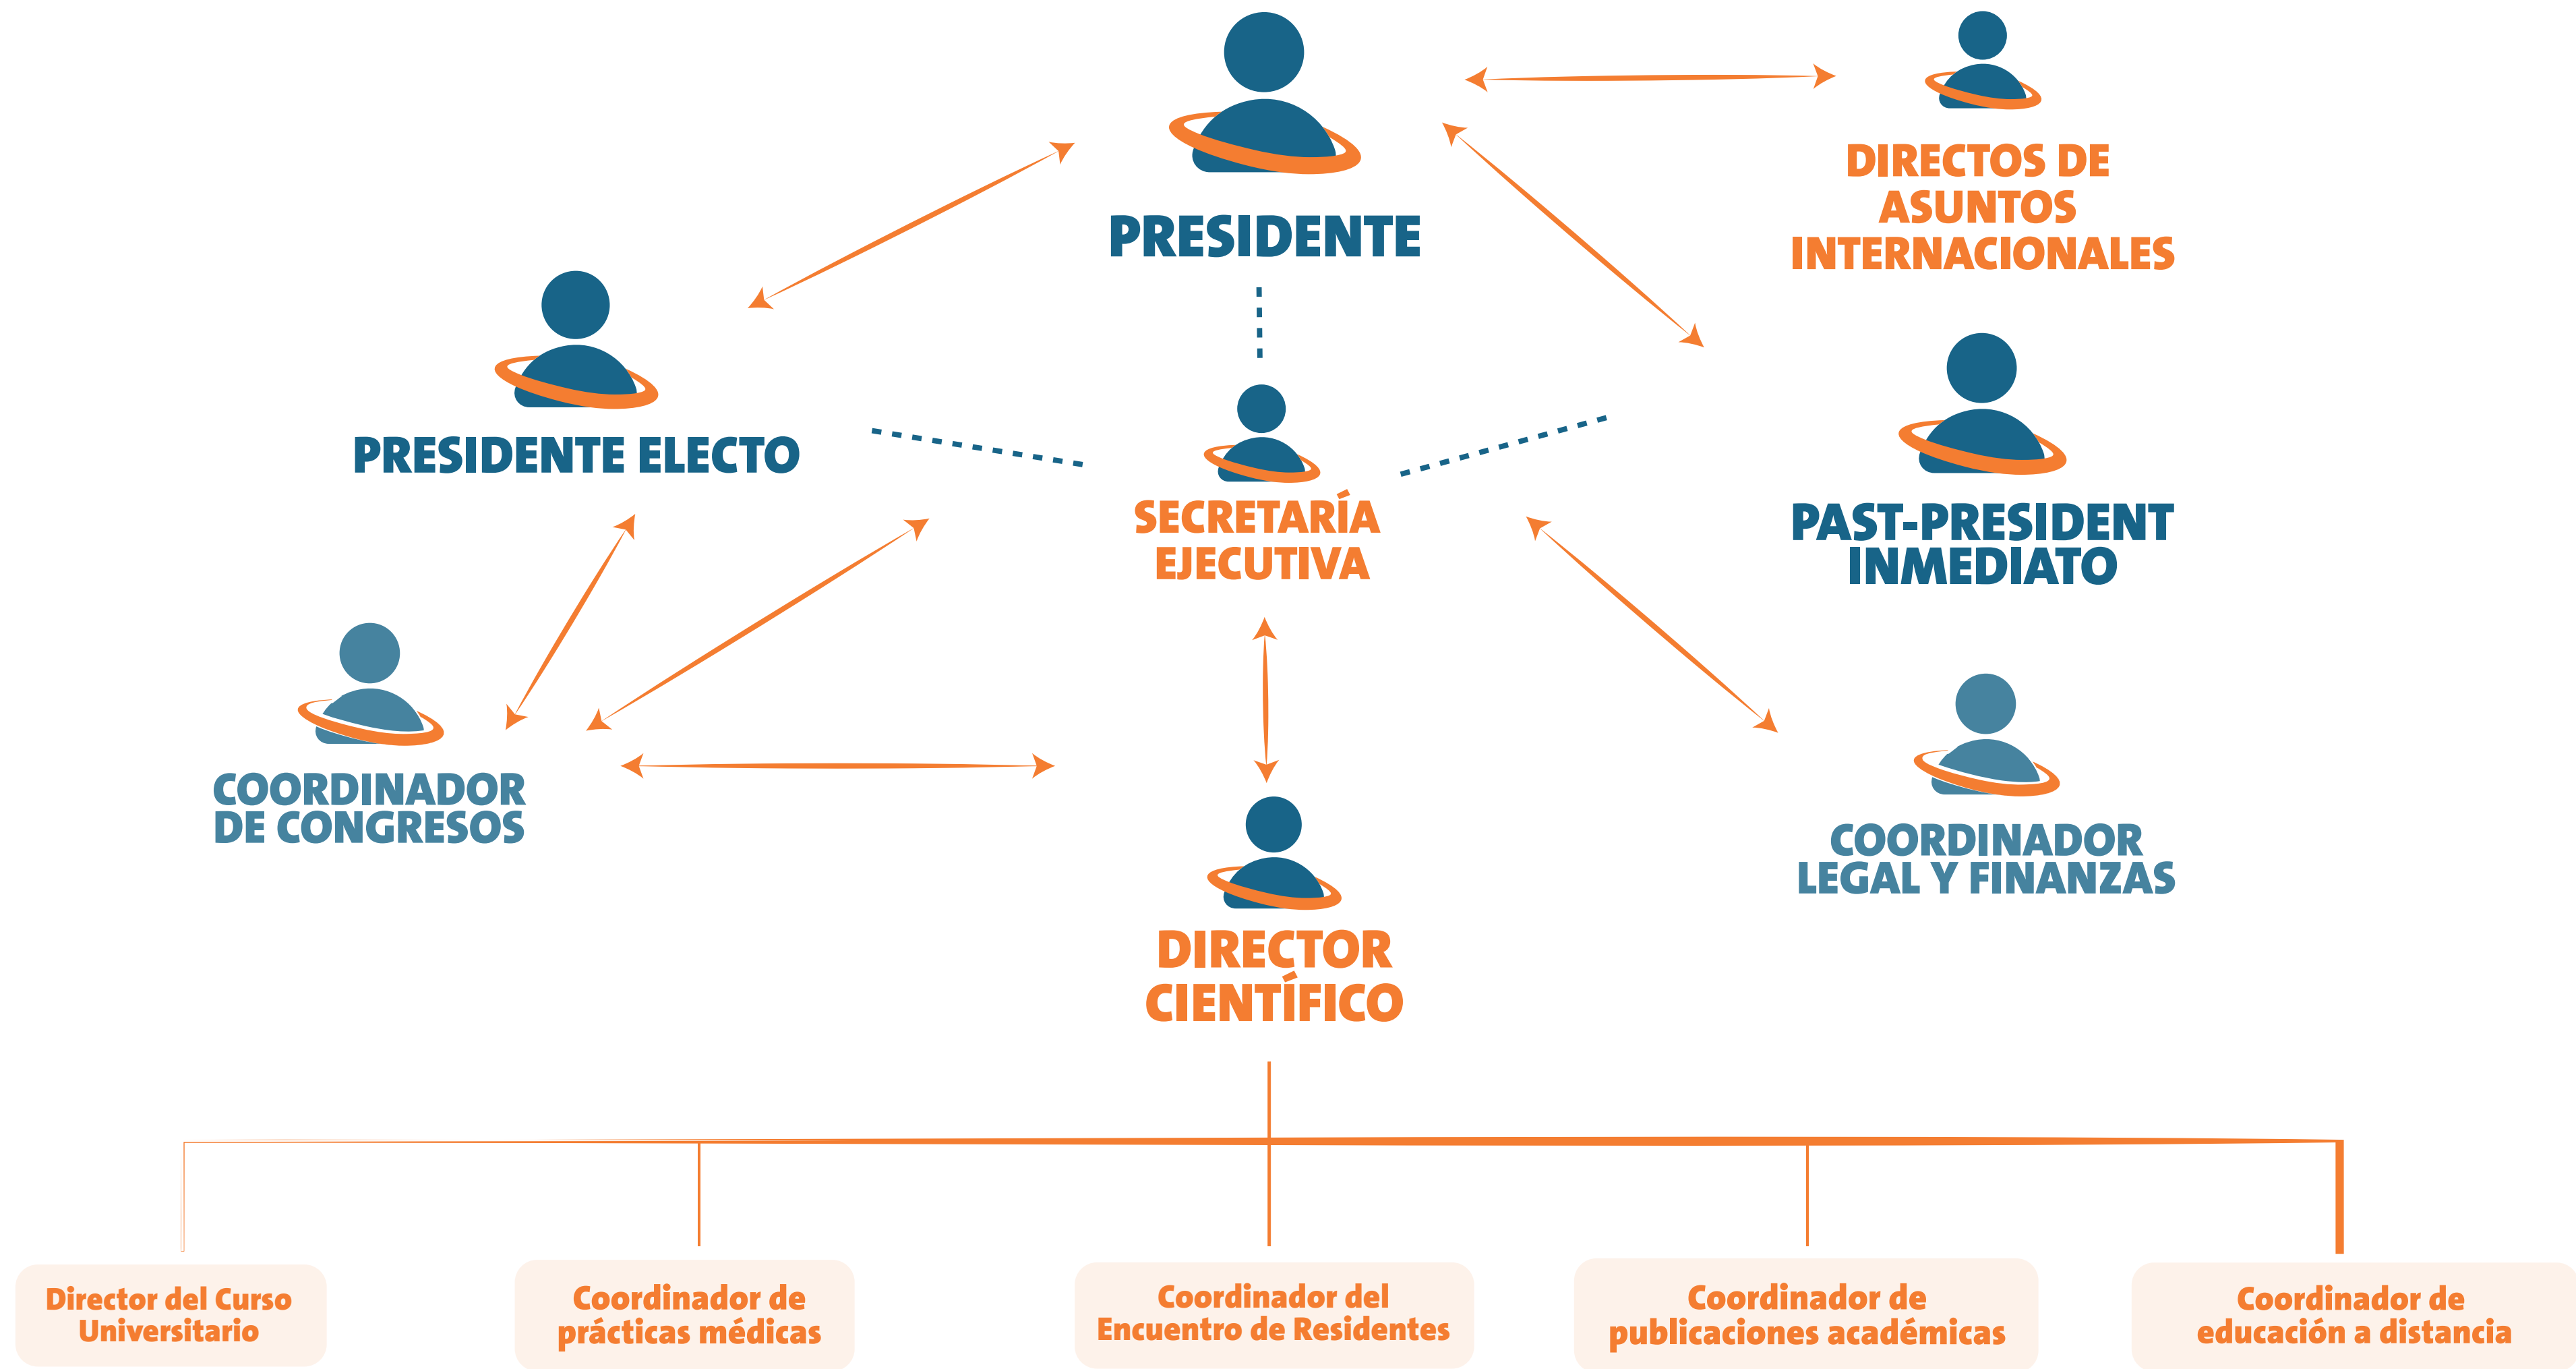 PRESIDENTE
DIRECTOS DE
ASUNTOS
INTERNACIONALES
PRESIDENTE ELECTO
SECRETARÍA
EJECUTIVA
PAST-PRESIDENT
INMEDIATO
COORDINADOR
DE CONGRESOS
COORDINADOR
LEGAL Y FINANZAS
DIRECTOR
CIENTÍFICO
Director del Curso
Universitario
Coordinador de
prácticas médicas
Coordinador del
Encuentro de Residentes
Coordinador de
publicaciones académicas
Coordinador de
educación a distancia